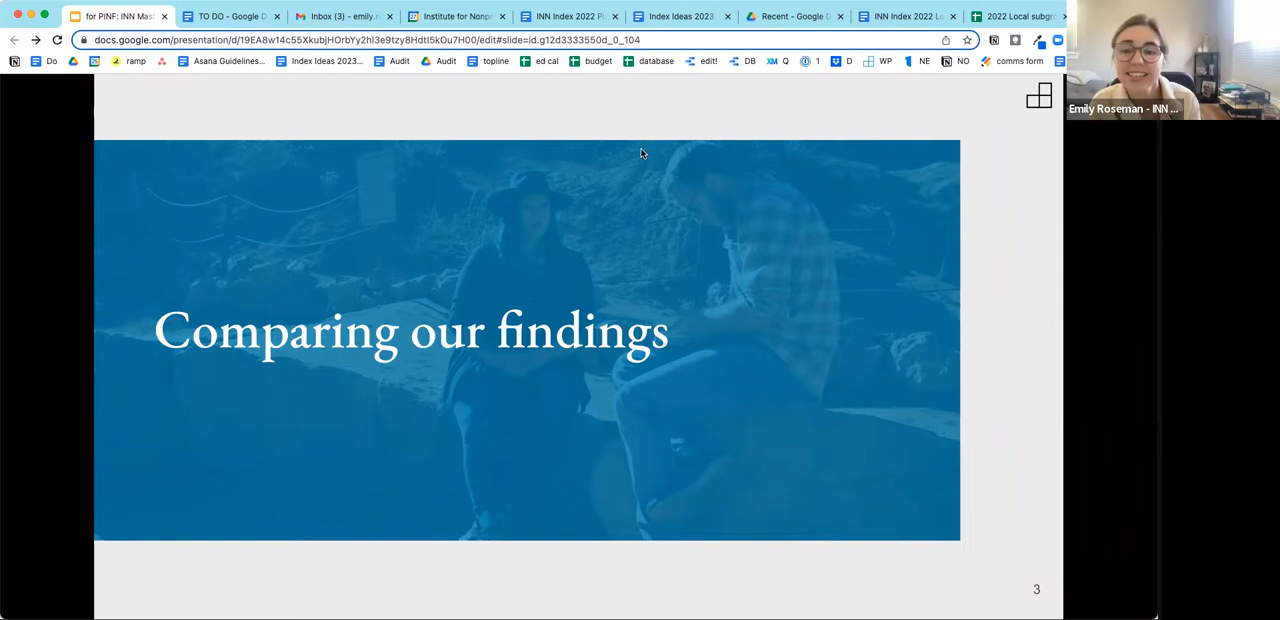 for PINF: INN Mas
TO DO - Google D
Inbox (3) - emily.r
Institute for Nonpr
INN Index 2022 Pu
Index Ideas 2023
Recent - Google D
INN Index 2022 Lo
2022 Local subgro
docs.google.com/presentation/d/19EA8w14c55XkubjHOrbYy2hl3e9tzy8Hdtl5kOu7H00/edit#slide=id.g12d3333550d_0_104
Do ramp Asana Guidelines... Index Ideas 2023... Audit Audit topline ed cal budget database edit! DB Q 1 D WP NE NO comms form
Emily Roseman - INN ...
Comparing our findings
3